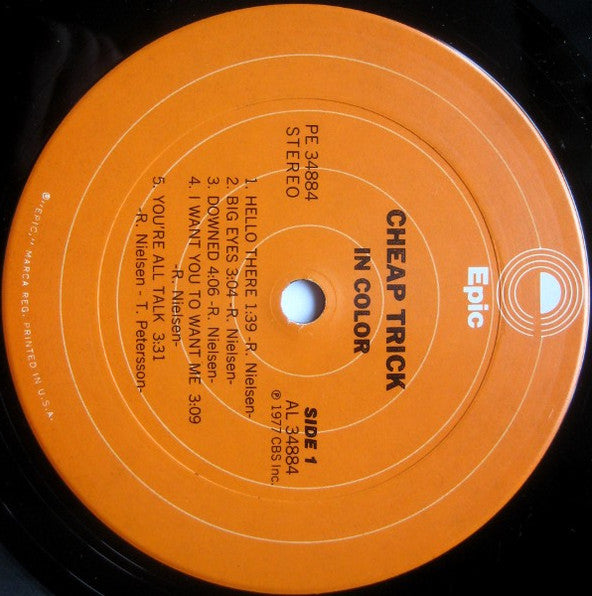 Epic
CHEAP TRICK
IN COLOR
PE 34884
STEREO
SIDE 1
AL 34884
℗ 1977 CBS Inc.
1. HELLO THERE 1:39 -R. Nielsen-
2. BIG EYES 3:04 -R. Nielsen-
3. DOWNED 4:06 -R. Nielsen-
4. I WANT YOU TO WANT ME 3:09
-R. Nielsen-
5. YOU'RE ALL TALK 3:31
-R. Nielsen - T. Petersson-
℗"EPIC," MARCA REG. PRINTED IN U.S.A.